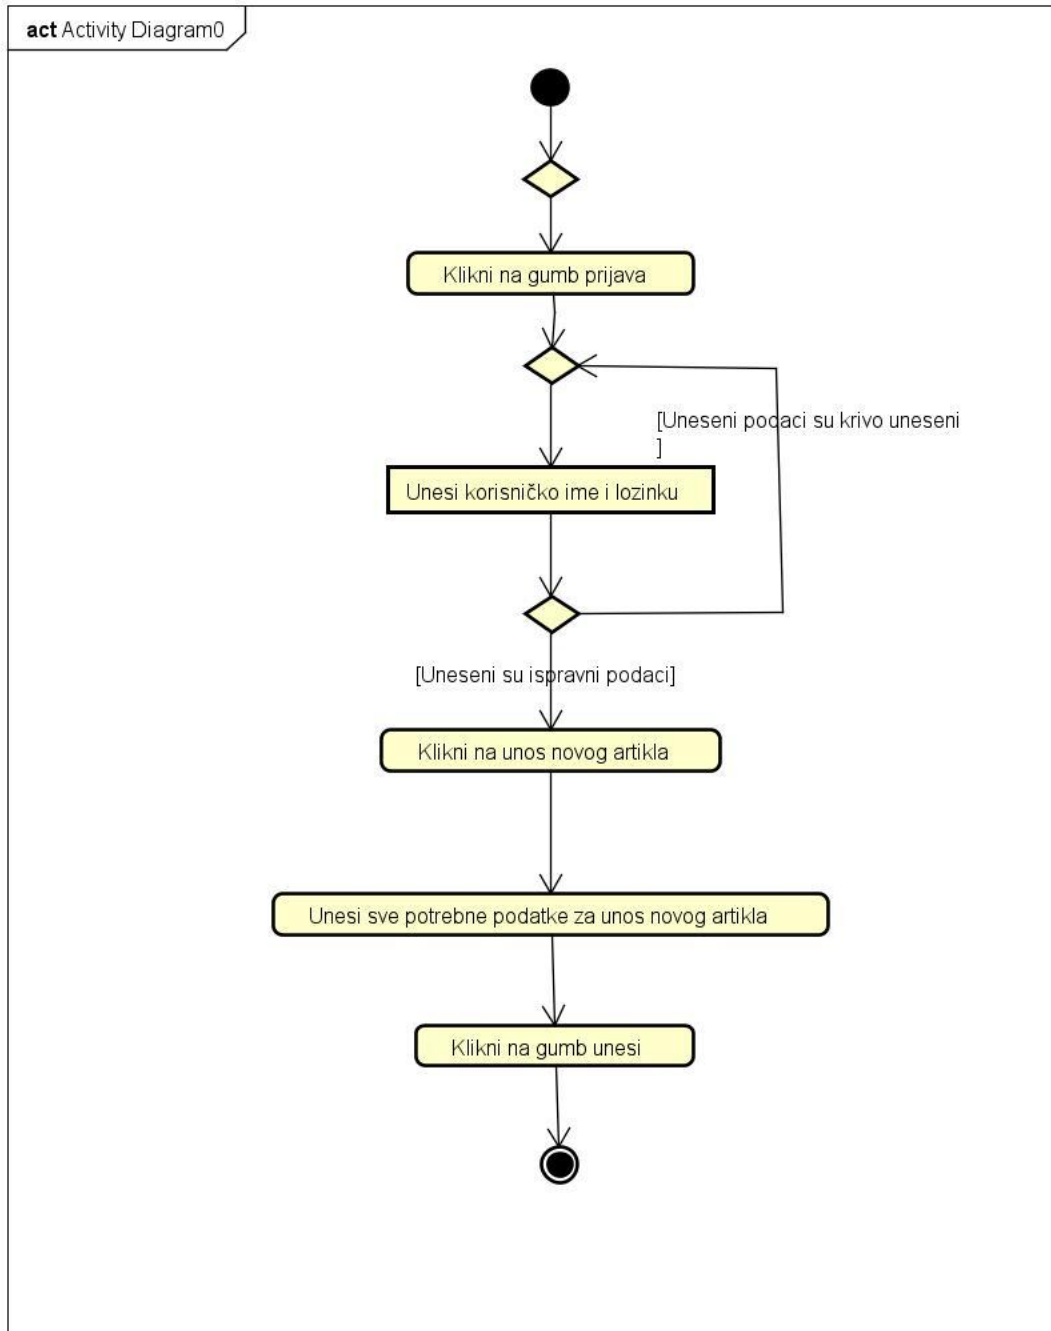 act Activity Diagram0
Klikni na gumb prijava
[Uneseni podaci su krivo uneseni
]
Unesi korisničko ime i lozinku
[Uneseni su ispravni podaci]
Klikni na unos novog artikla
Unesi sve potrebne podatke za unos novog artikla
Klikni na gumb unesi